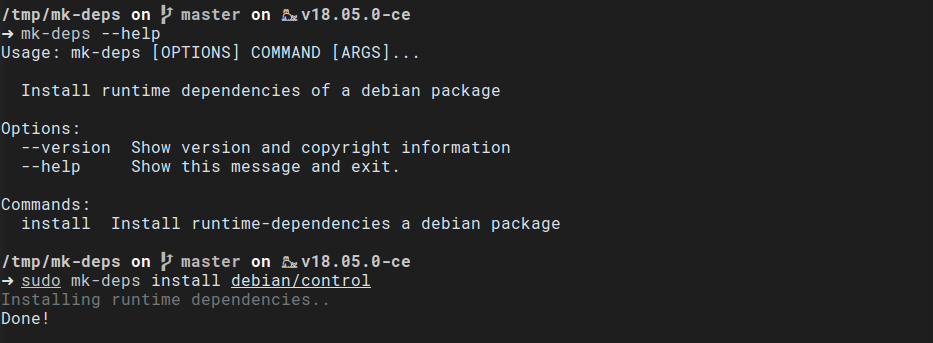 /tmp/mk-deps on master on v18.05.0-ce
➜ mk-deps --help
Usage: mk-deps [OPTIONS] COMMAND [ARGS]...
Install runtime dependencies of a debian package
Options:
--version  Show version and copyright information
--help     Show this message and exit.
Commands:
install  Install runtime-dependencies a debian package
/tmp/mk-deps on master on v18.05.0-ce
➜ sudo mk-deps install debian/control
Installing runtime dependencies..
Done!